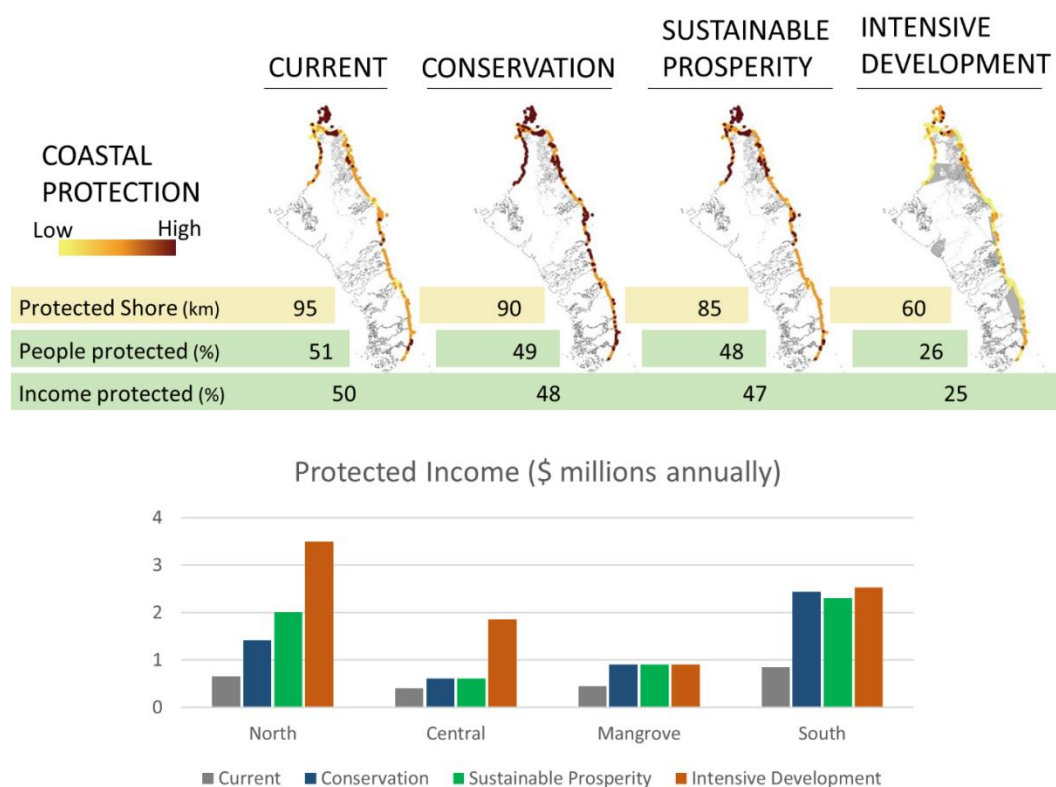 CURRENT
CONSERVATION
SUSTAINABLE
PROSPERITY
INTENSIVE
DEVELOPMENT
COASTAL
PROTECTION
Low High
Protected Shore (km) 95 90 85 60
People protected (%) 51 49 48 26
Income protected (%) 50 48 47 25
Protected Income ($ millions annually)
4
3
2
1
0
North Central Mangrove South
Current Conservation Sustainable Prosperity Intensive Development